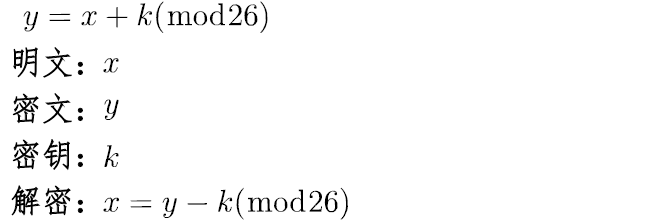 y = x + k(mod26)
明文：x
密文：y
密钥：k
解密：x = y − k(mod26)